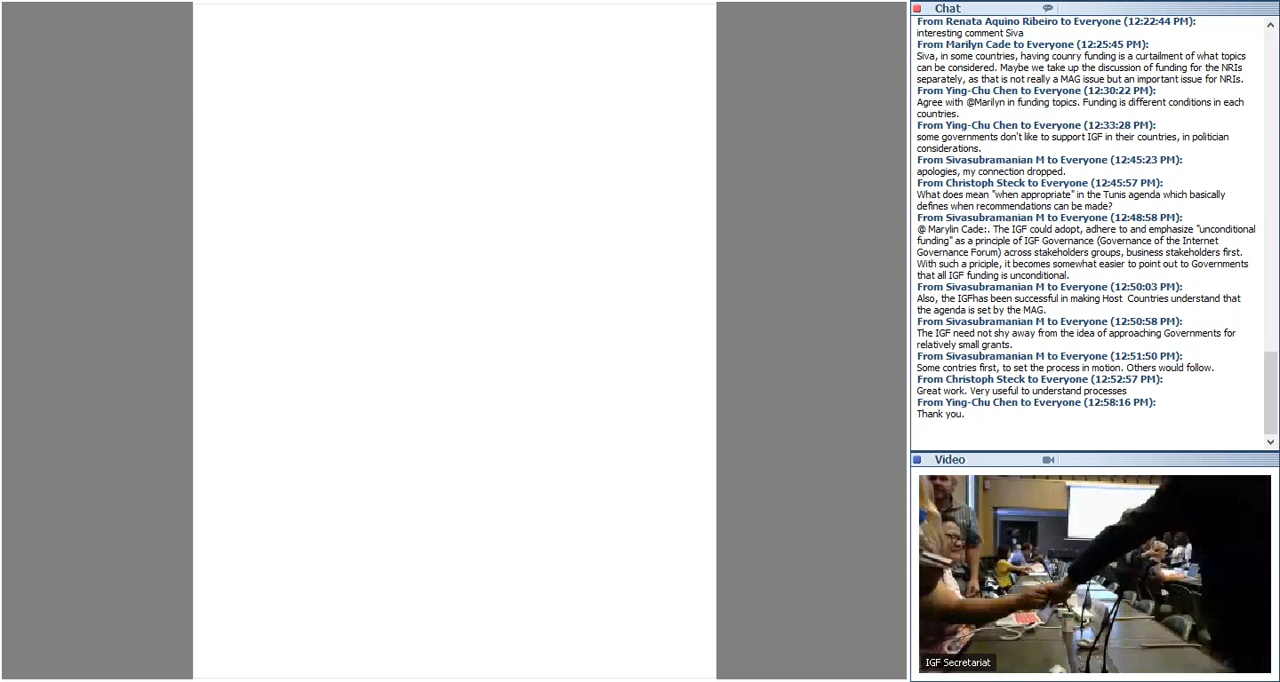 Chat
From Renata Aquino Ribeiro to Everyone (12:22:44 PM):
interesting comment Siva
From Marilyn Cade to Everyone (12:25:45 PM):
Siva, in some countries, having counry funding is a curtailment of what topics
can be considered. Maybe we take up the discussion of funding for the NRIs
separately, as that is not really a MAG issue but an important issue for NRIs.
From Ying-Chu Chen to Everyone (12:30:22 PM):
Agree with @Marilyn in funding topics. Funding is different conditions in each
countries.
From Ying-Chu Chen to Everyone (12:33:28 PM):
some governments don't like to support IGF in their countries, in politician
considerations.
From Sivasubramanian M to Everyone (12:45:23 PM):
apologies, my connection dropped.
From Christoph Steck to Everyone (12:45:57 PM):
What does mean "when appropriate" in the Tunis agenda which basically
defines when recommendations can be made?
From Sivasubramanian M to Everyone (12:48:58 PM):
@ Marylin Cade:. The IGF could adopt, adhere to and emphasize "unconditional
funding" as a principle of IGF Governance (Governance of the Internet
Governance Forum) across stakeholders groups, business stakeholders first.
With such a priciple, it becomes somewhat easier to point out to Governments
that all IGF funding is unconditional.
From Sivasubramanian M to Everyone (12:50:03 PM):
Also, the IGFhas been successful in making Host  Countries understand that
the agenda is set by the MAG.
From Sivasubramanian M to Everyone (12:50:58 PM):
The IGF need not shy away from the idea of approaching Governments for
relatively small grants.
From Sivasubramanian M to Everyone (12:51:50 PM):
Some contries first, to set the process in motion. Others would follow.
From Christoph Steck to Everyone (12:52:57 PM):
Great work. Very useful to understand processes
From Ying-Chu Chen to Everyone (12:58:16 PM):
Thank you.
Video
IGF Secretariat